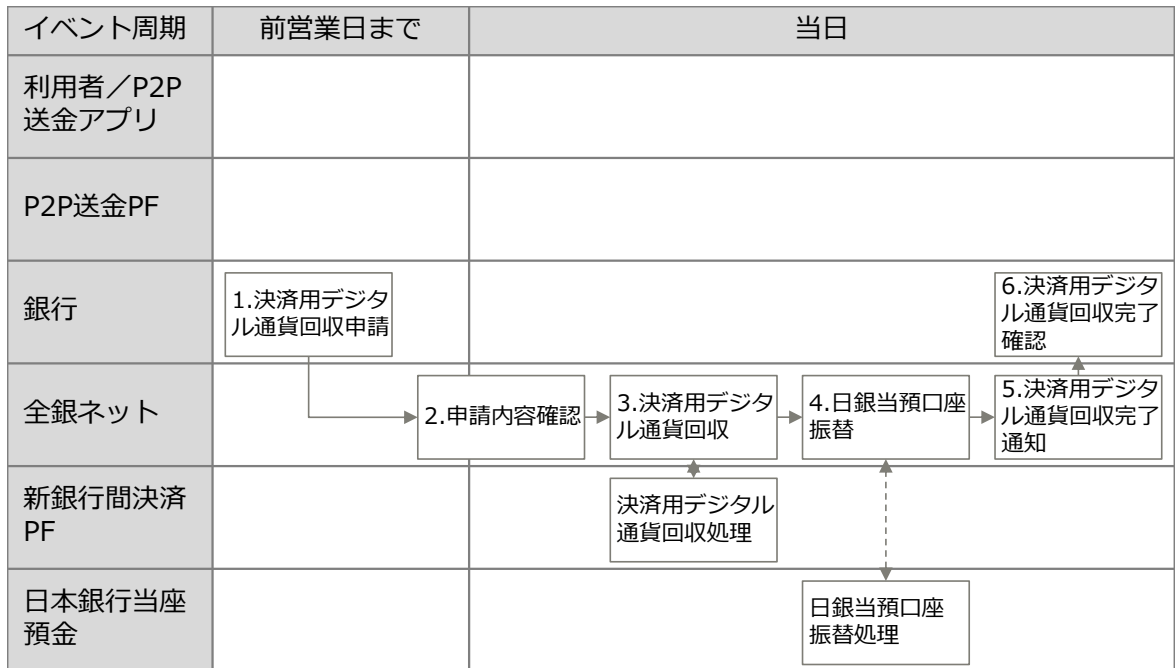 イベント周期
前営業日まで
当日
利用者／P2P
送金アプリ
P2P送金PF
銀行
1.決済用デジタ
ル通貨回収申請
6.決済用デジタ
ル通貨回収完了
確認
全銀ネット
2.申請内容確認
3.決済用デジタ
ル通貨回収
4.日銀当預口座
振替
5.決済用デジタ
ル通貨回収完了
通知
新銀行間決済
PF
決済用デジタル
通貨回収処理
日本銀行当座
預金
日銀当預口座
振替処理